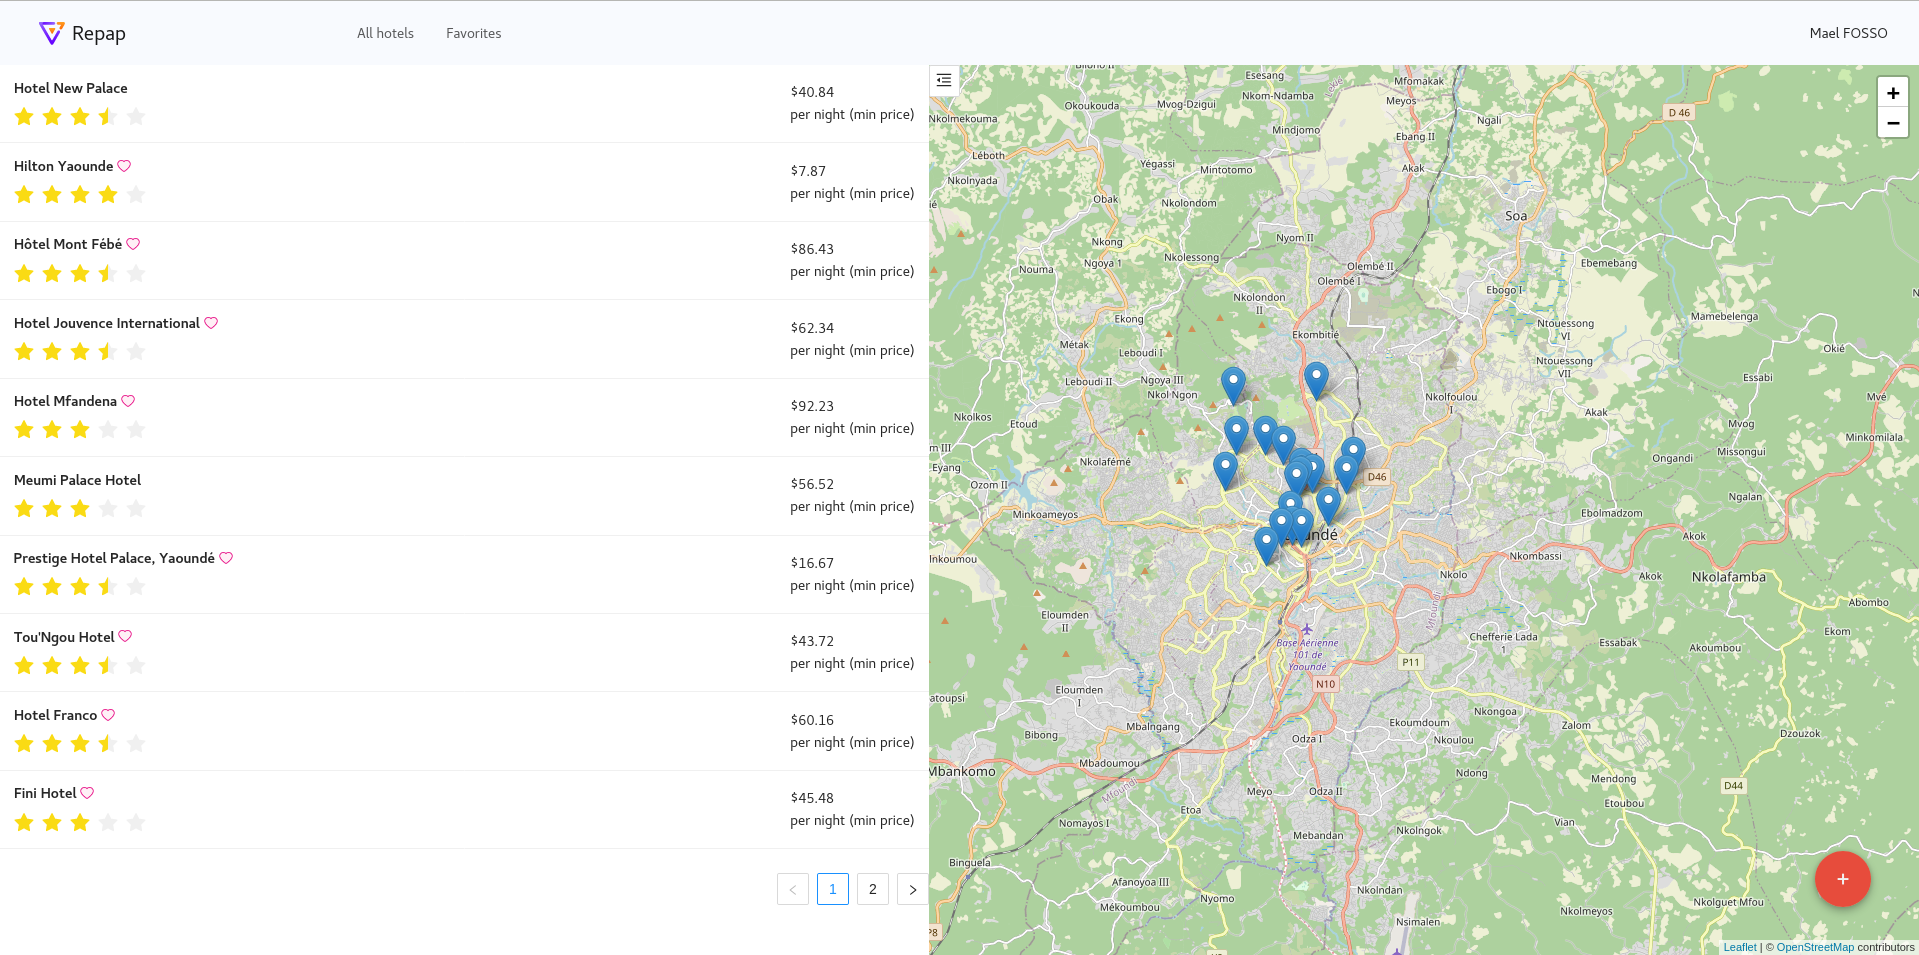 Repap
All hotels
Favorites
Mael FOSSO
Hotel New Palace
$40.84
per night (min price)
Hilton Yaounde
$7.87
per night (min price)
Hôtel Mont Fébé
$86.43
per night (min price)
Hotel Jouvence International
$62.34
per night (min price)
Hotel Mfandena
$92.23
per night (min price)
Meumi Palace Hotel
$56.52
per night (min price)
Prestige Hotel Palace, Yaoundé
$16.67
per night (min price)
Tou'Ngou Hotel
$43.72
per night (min price)
Hotel Franco
$60.16
per night (min price)
Fini Hotel
$45.48
per night (min price)
<
1
2
>
+
−
Esesang
Mfomakak
Lekié
Nkom-Ndamba
Meyos
Okoukouda
Mvog-Dzigui
D 46
Nkolmekouma
Ngali
Mindjomo
Ebang II
Léboth
Yégassi
Mintotomo
Akak
Nkolnyada
Obak
Nkolondom
Soa
Nyom II
Nkong
Nkolessong
Ngoya 1
Nouma
Olembé II
Olembé I
Ebemebang
Ebogo I
Nkolondon
II
Mamebelenga
Ekong
Ntouessong
VI
Ekombitié
Métak
Okié
Leboudi I
Ntouessong
VII
Essabi
Leboudi II
Ngoya III
Nkol Ngon
Nkolfoulou
I
Mvé
Akak
Nkolkos
Etoud
Mvog
Minkomilala
m III
Missongui
Ongandi
Nkolafémé
Eyang
D46
Ozom II
Ngalan
Minkoameyos
Ebolmadzom
Akok
Nkombassi
nkoumou
Nkolo
Akok
Nkolafamba
Abombo
Mfoundi
Eloumden
II
Chefferie Lada
1
Essabak
Ekom
Akoumbou
Base Aérienne
101 de
Yaoundé
P11
N10
Eloumden
I
atoupsi
Nkongoa
Mbalngang
Ekoumdoum
Zalom
Bibong
Odza I
Nkoulou
Dzouzok
Mbadoumou
Mbankomo
Ndong
Mendong
Mfoundi
Meyo
Odza II
D44
Etoubou
Etoa
Nomayos I
Vian
Mebandan
Nkolngok
Binguela
Afanoyoa III
Nkolndan
Nyomo
Mékoumbou
Nkolmeyos
Nkolguet Mfou
Nsimalen
P8
+
Leaflet | © OpenStreetMap contributors